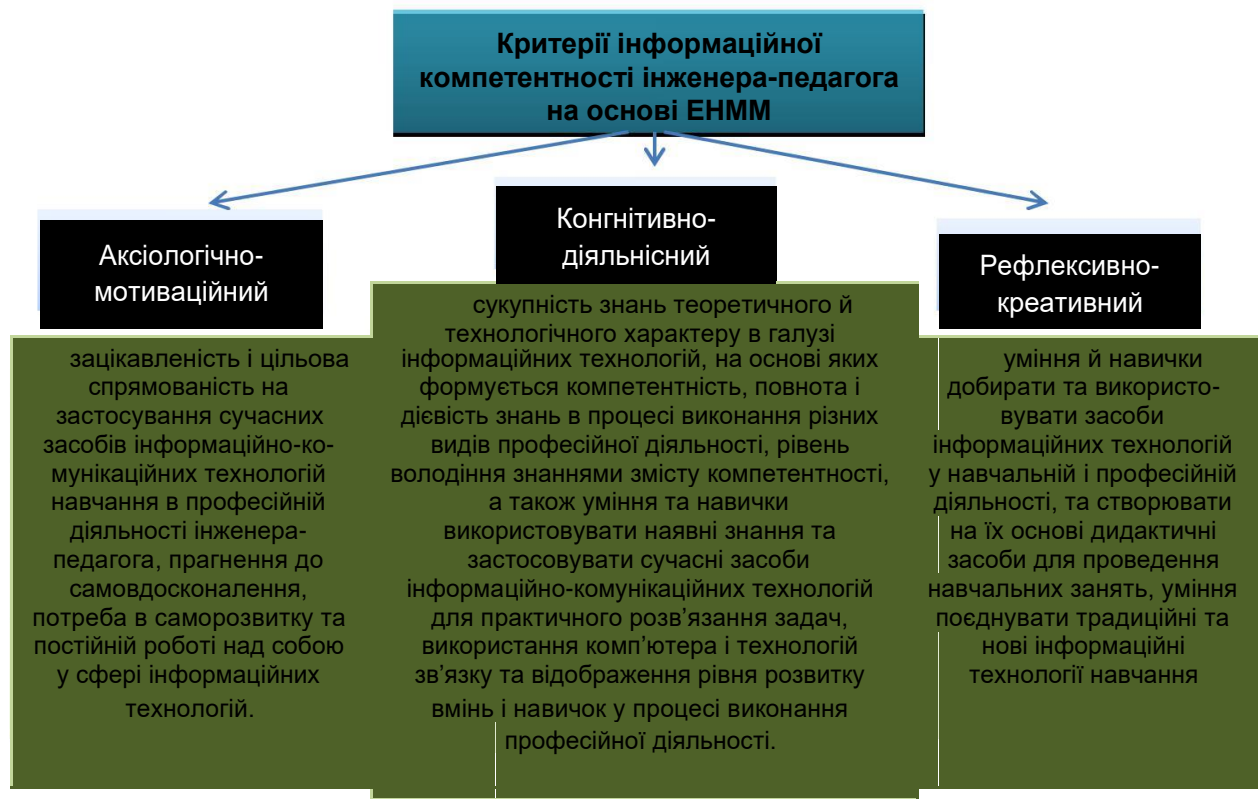 Критерії інформаційної
компетентності інженера-педагога
на основі ЕНММ
Аксіологічно-
мотиваційний
зацікавленість і цільова
спрямованість на
застосування сучасних
засобів інформаційно-ко-
мунікаційних технологій
навчання в професійній
діяльності інженера-
педагога, прагнення до
самовдосконалення,
потреба в саморозвитку та
постійній роботі над собою
у сфері інформаційних
технологій.
Конгнітивно-
діяльнісний
сукупність знань теоретичного й
технологічного характеру в галузі
інформаційних технологій, на основі яких
формується компетентність, повнота і
дієвість знань в процесі виконання різних
видів професійної діяльності, рівень
володіння знаннями змісту компетентності,
а також уміння та навички
використовувати наявні знання та
застосовувати сучасні засоби
інформаційно-комунікаційних технологій
для практичного розв’язання задач,
використання комп’ютера і технологій
зв'язку та відображення рівня розвитку
вмінь і навичок у процесі виконання
професійної діяльності.
Рефлексивно-
креативний
уміння й навички
добирати та використо-
вувати засоби
інформаційних технологій
у навчальній і професійній
діяльності, та створювати
на їх основі дидактичні
засоби для проведення
навчальних занять, уміння
поєднувати традиційні та
нові інформаційні
технології навчання